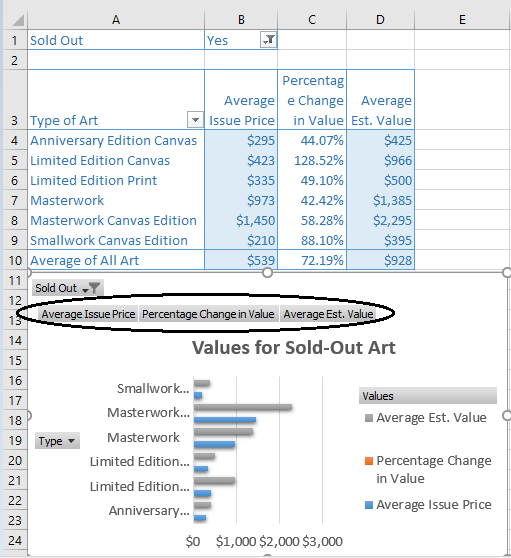 A B C D E
1 Sold Out Yes
2
Percentag
Average e Change Average
3 Type of Art Issue Price in Value Est. Value
4 Anniversary Edition Canvas $295 44.07% $425
5 Limited Edition Canvas $423 128.52% $966
6 Limited Edition Print $335 49.10% $500
7 Masterwork $973 42.42% $1,385
8 Masterwork Canvas Edition $1,450 58.28% $2,295
9 Smallwork Canvas Edition $210 88.10% $395
10 Average of All Art $539 72.19% $928
11 Sold Out
12
13 Average Issue Price Percentage Change in Value Average Est. Value
14 Values for Sold-Out Art
15
16 Smallwork...
17 Masterwork... Values
18 Average Est. Value
19 Type Masterwork
20 Limited Edition... Percentage Change
21 in Value
22 Limited Edition... Average Issue Price
23 Anniversary...
24 $0 $1,000 $2,000 $3,000